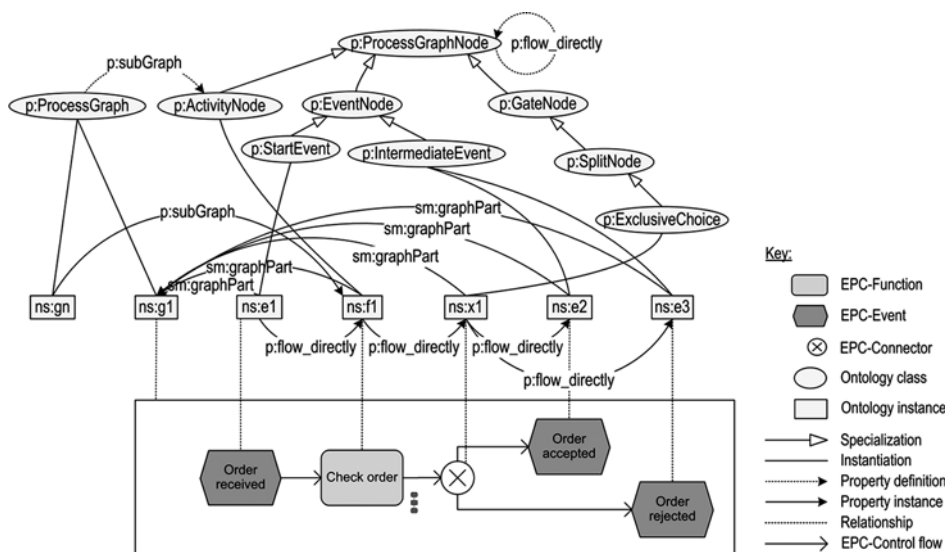 p:ProcessGraphNode
p:flow_directly
p:subGraph
p:ProcessGraph
p:ActivityNode
p:EventNode
p:GateNode
p:StartEvent
p:IntermediateEvent
p:SplitNode
p:subGraph
sm:graphPart
p:ExclusiveChoice
sm:graphPart
sm:graphPart
sm:graphPart
sm:graphPart
ns:gn
ns:g1
ns:e1
ns:f1
ns:x1
ns:e2
ns:e3
p:flow_directly
p:flow_directly
p:flow_directly
p:flow_directly
Order
received
Check order
Order
accepted
Order
rejected
Key:
EPC-Function
EPC-Event
EPC-Connector
Ontology class
Ontology instance
Specialization
Instantiation
Property definition
Property instance
Relationship
EPC-Control flow